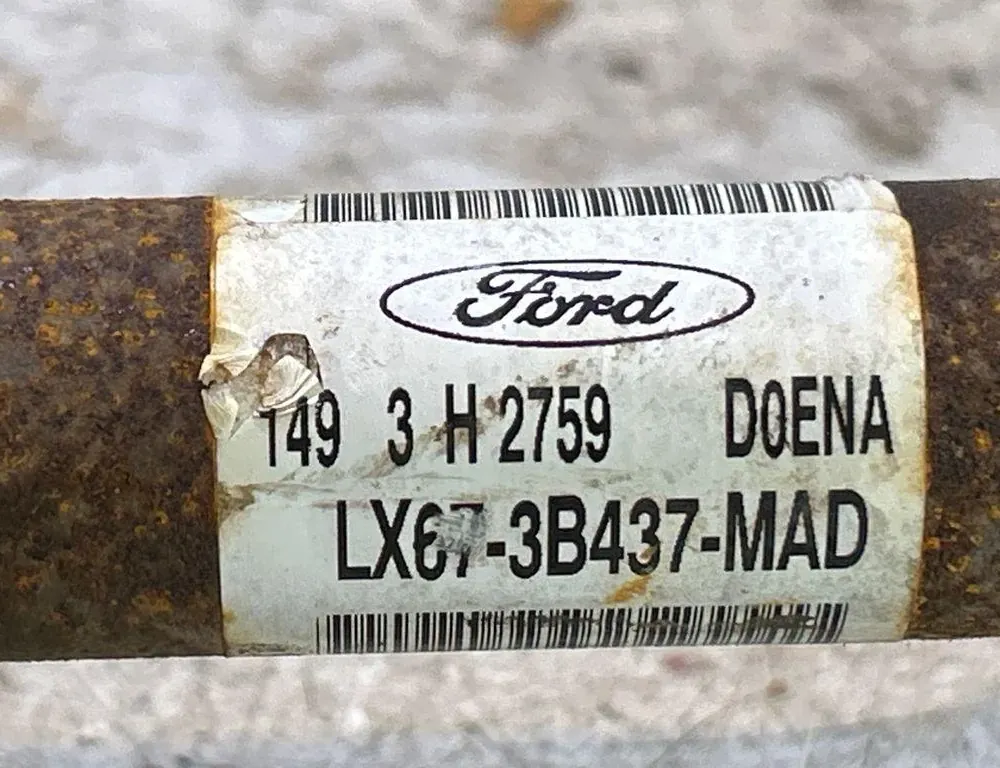 Ford
149 3 H 2759 D0ENA
LX67-3B437-MAD